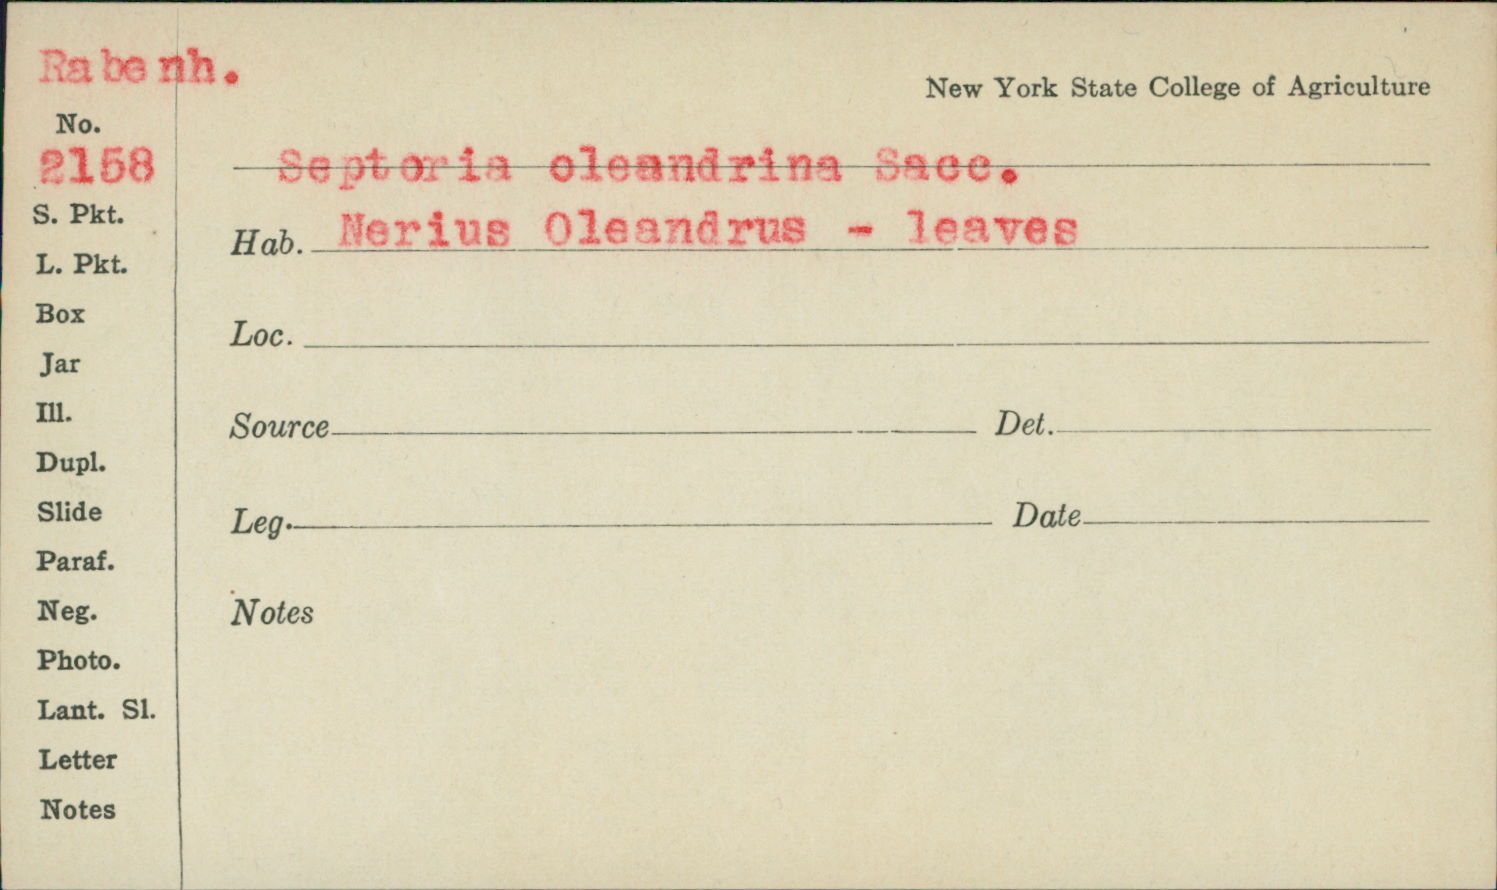 Rabenh.
New York State College of Agriculture
No.
2158
Septoria oleandrina Sacc.
S. Pkt.
Hab. Nerius Oleandrus - leaves
L. Pkt.
Box
Loc.
Jar
Ill.
Source Det.
Dupl.
Slide
Leg. Date
Paraf.
Neg.
Notes
Photo.
Lant. Sl.
Letter
Notes